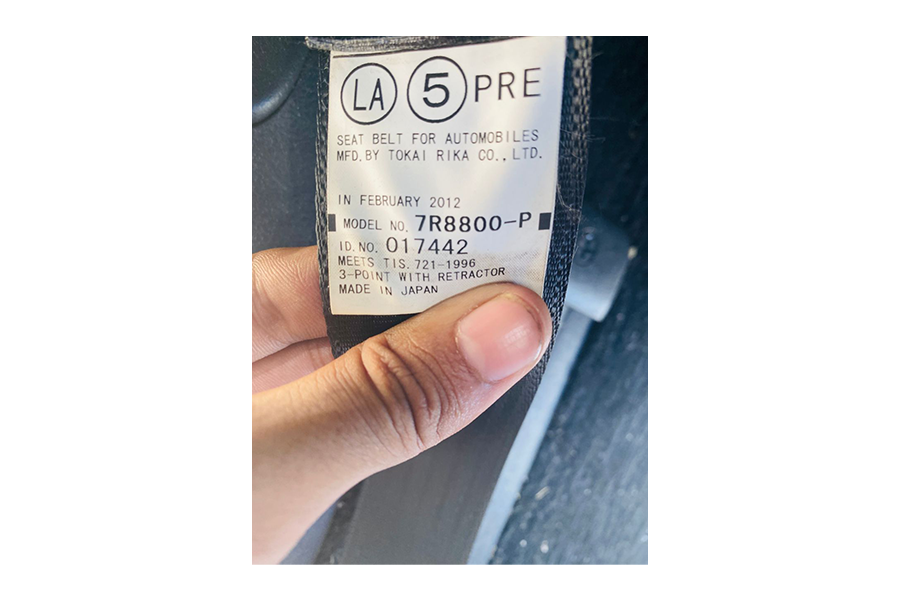 LA 5 PRE
SEAT BELT FOR AUTOMOBILES
MFD. BY TOKAI RIKA CO., LTD.
IN FEBRUARY 2012
MODEL NO. 7R8800-P
ID. NO. 017442
MEETS TIS. 721-1996
3-POINT WITH RETRACTOR
MADE IN JAPAN